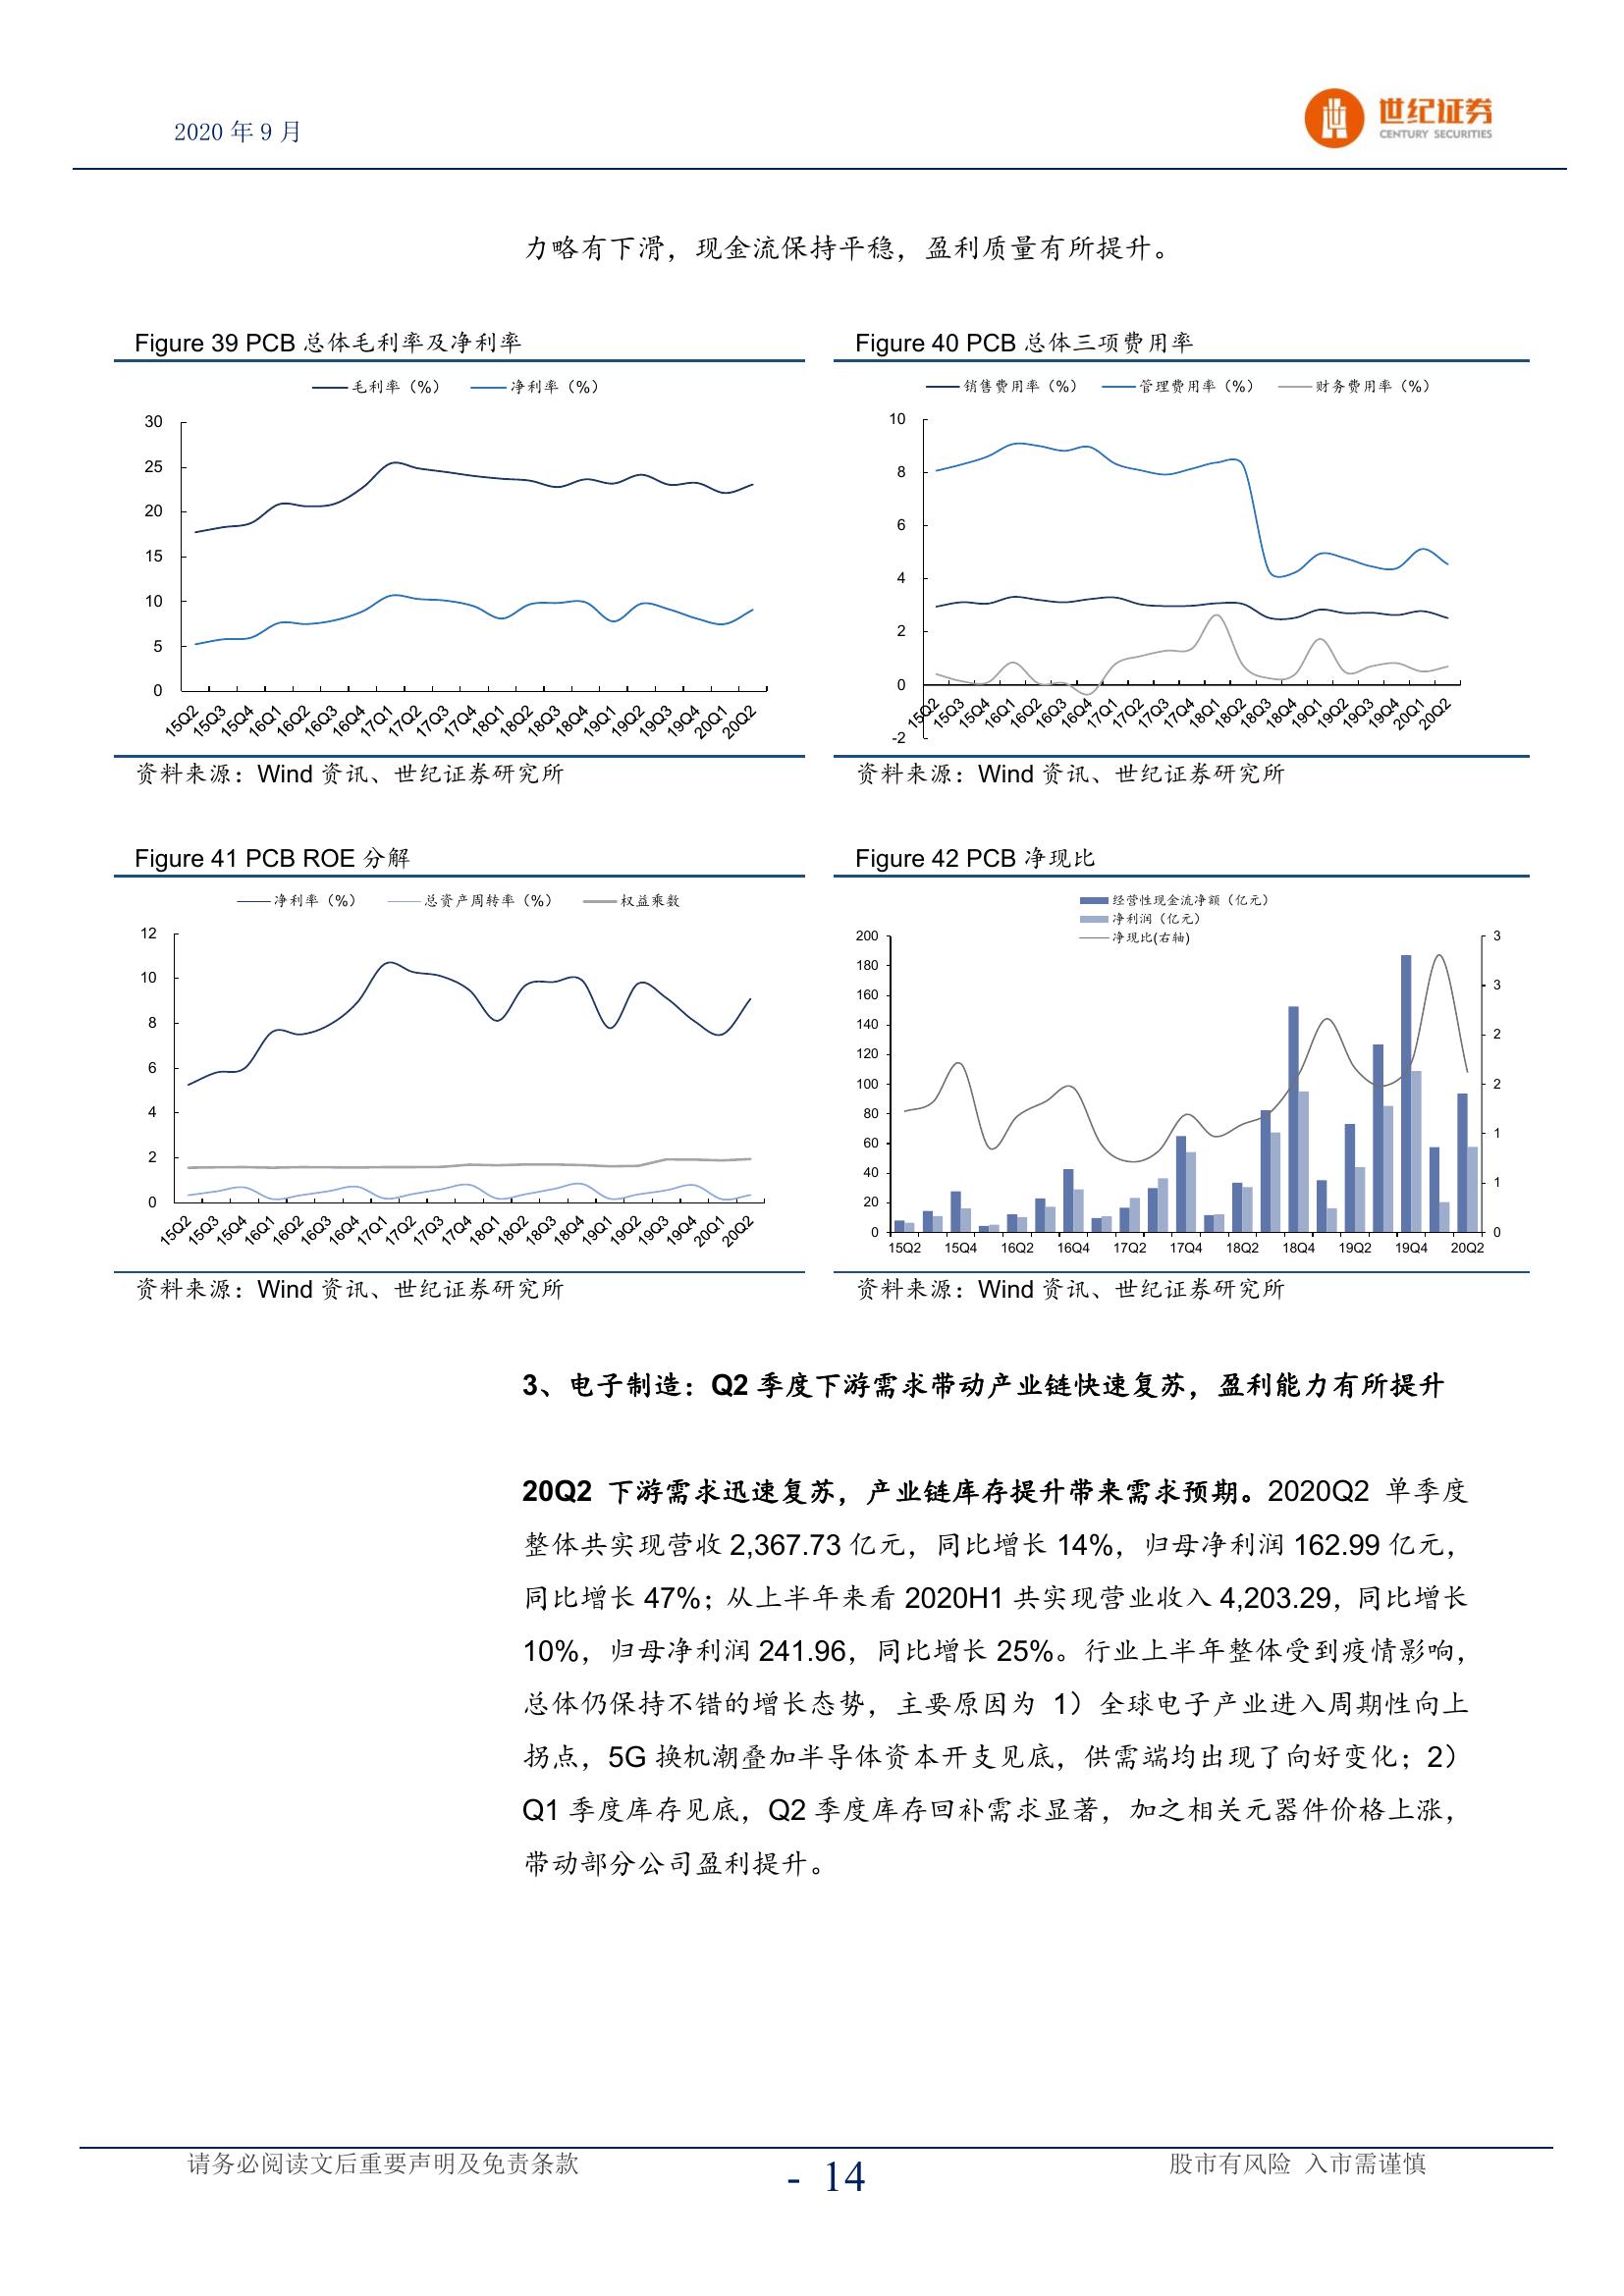 2020 年 9 月
世纪证券
CENTURY SECURITIES
力略有下滑，现金流保持平稳，盈利质量有所提升。
Figure 39 PCB 总体毛利率及净利率
毛利率（%） 净利率（%）
30
25
20
15
10
5
0
15Q2 15Q3 15Q4 16Q1 16Q2 16Q3 16Q4 17Q1 17Q2 17Q3 17Q4 18Q1 18Q2 18Q3 18Q4 19Q1 19Q2 19Q3 19Q4 20Q1 20Q2
资料来源：Wind 资讯、世纪证券研究所
Figure 40 PCB 总体三项费用率
销售费用率（%） 管理费用率（%） 财务费用率（%）
10
8
6
4
2
0
-2
15Q2 15Q3 15Q4 16Q1 16Q2 16Q3 16Q4 17Q1 17Q2 17Q3 17Q4 18Q1 18Q2 18Q3 18Q4 19Q1 19Q2 19Q3 19Q4 20Q1 20Q2
资料来源：Wind 资讯、世纪证券研究所
Figure 41 PCB ROE 分解
净利率（%） 总资产周转率（%） 权益乘数
12
10
8
6
4
2
0
15Q2 15Q3 15Q4 16Q1 16Q2 16Q3 16Q4 17Q1 17Q2 17Q3 17Q4 18Q1 18Q2 18Q3 18Q4 19Q1 19Q2 19Q3 19Q4 20Q1 20Q2
资料来源：Wind 资讯、世纪证券研究所
Figure 42 PCB 净现比
经营性现金流净额（亿元）
净利润（亿元）
净现比(右轴)
200 3
180
160 3
140 2
120
100 2
80
60 1
40 1
20
0 0
15Q2 15Q4 16Q2 16Q4 17Q2 17Q4 18Q2 18Q4 19Q2 19Q4 20Q2
资料来源：Wind 资讯、世纪证券研究所
3、电子制造：Q2 季度下游需求带动产业链快速复苏，盈利能力有所提升
20Q2 下游需求迅速复苏，产业链库存提升带来需求预期。2020Q2 单季度
整体共实现营收 2,367.73 亿元，同比增长 14%，归母净利润 162.99 亿元，
同比增长 47%；从上半年来看 2020H1 共实现营业收入 4,203.29，同比增长
10%，归母净利润 241.96，同比增长 25%。行业上半年整体受到疫情影响，
总体仍保持不错的增长态势，主要原因为 1）全球电子产业进入周期性向上
拐点，5G 换机潮叠加半导体资本开支见底，供需端均出现了向好变化；2）
Q1 季度库存见底，Q2 季度库存回补需求显著，加之相关元器件价格上涨，
带动部分公司盈利提升。
请务必阅读文后重要声明及免责条款
- 14
股市有风险 入市需谨慎